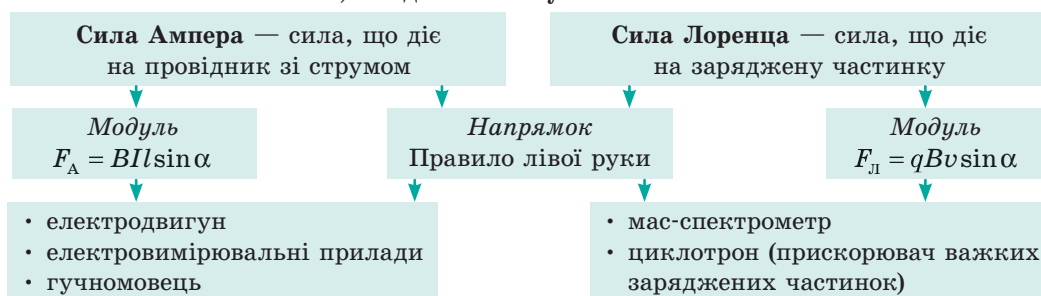 Сила Ампера — сила, що діє
на провідник зі струмом
Сила Лоренца — сила, що діє
на заряджену частинку
Модуль
F_А = BIl sin α
Напрямок
Правило лівої руки
Модуль
F_Л = qBv sin α
• електродвигун
• електровимірювальні прилади
• гучномовець
• мас-спектрометр
• циклотрон (прискорювач важких
заряджених частинок)